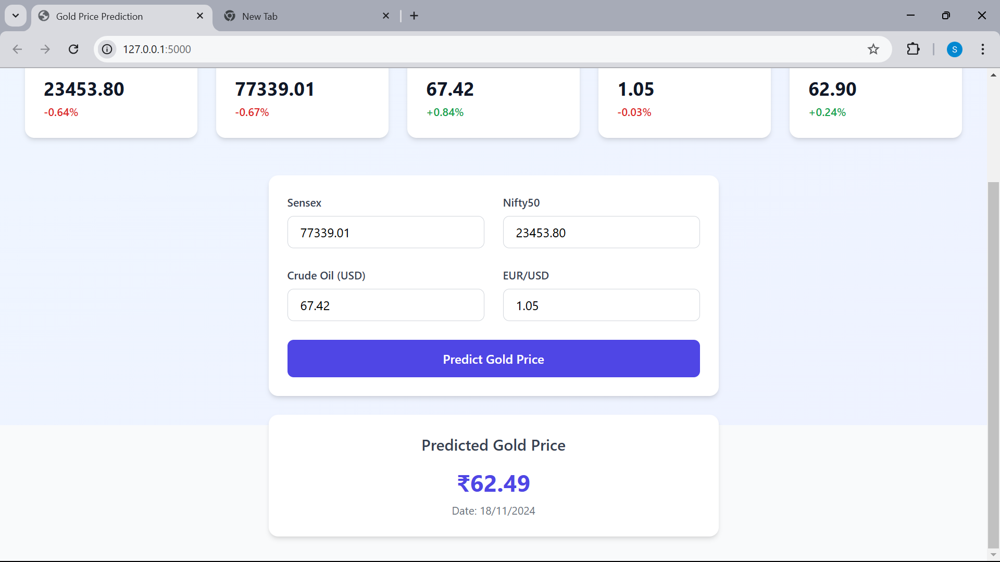 Gold Price Prediction
New Tab
127.0.0.1:5000
S
23453.80
77339.01
67.42
1.05
62.90
-0.64%
-0.67%
+0.84%
-0.03%
+0.24%
Sensex
Nifty50
77339.01
23453.80
Crude Oil (USD)
EUR/USD
67.42
1.05
Predict Gold Price
Predicted Gold Price
₹62.49
Date: 18/11/2024